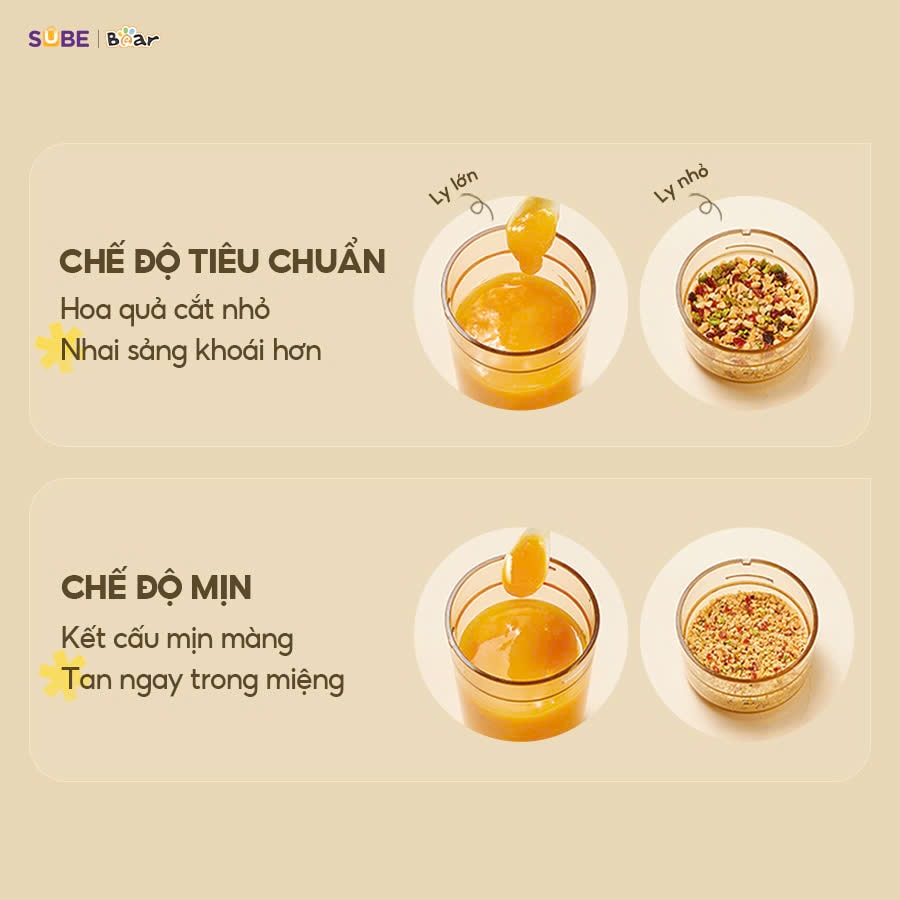 SUBE | Bear
Ly lớn
Ly nhỏ
CHẾ ĐỘ TIÊU CHUẨN
Hoa quả cắt nhỏ
Nhai sảng khoái hơn
CHẾ ĐỘ MỊN
Kết cấu mịn màng
Tan ngay trong miệng